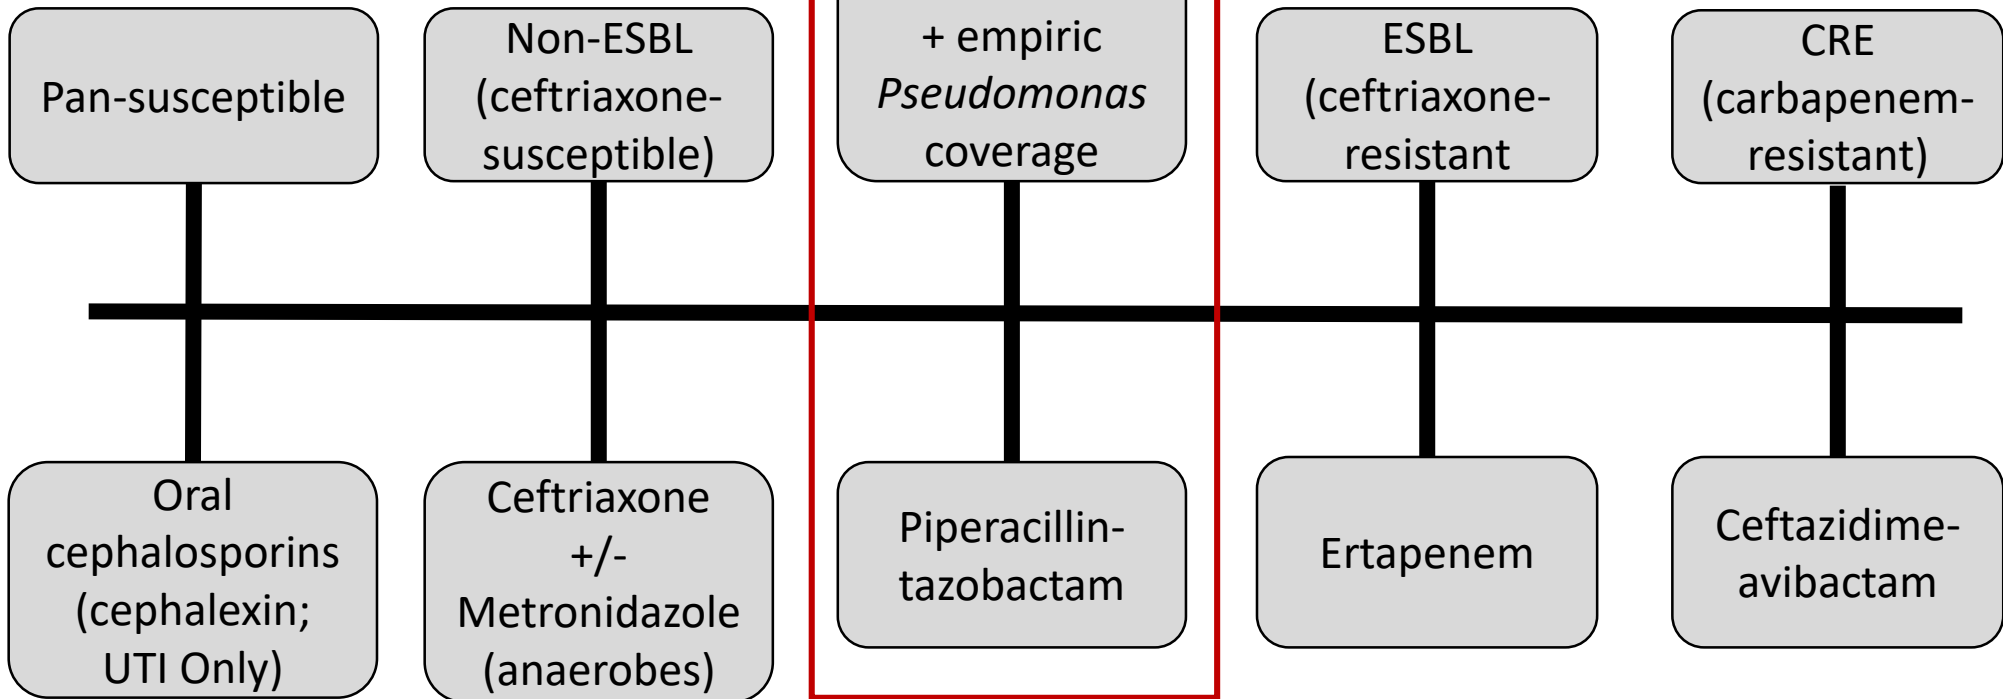 Pan-susceptible
Non-ESBL
(ceftriaxone-
susceptible)
+ empiric
Pseudomonas
coverage
ESBL
(ceftriaxone-
resistant
CRE
(carbapenem-
resistant)
Oral
cephalosporins
(cephalexin;
UTI Only)
Ceftriaxone
+/-
Metronidazole
(anaerobes)
Piperacillin-
tazobactam
Ertapenem
Ceftazidime-
avibactam